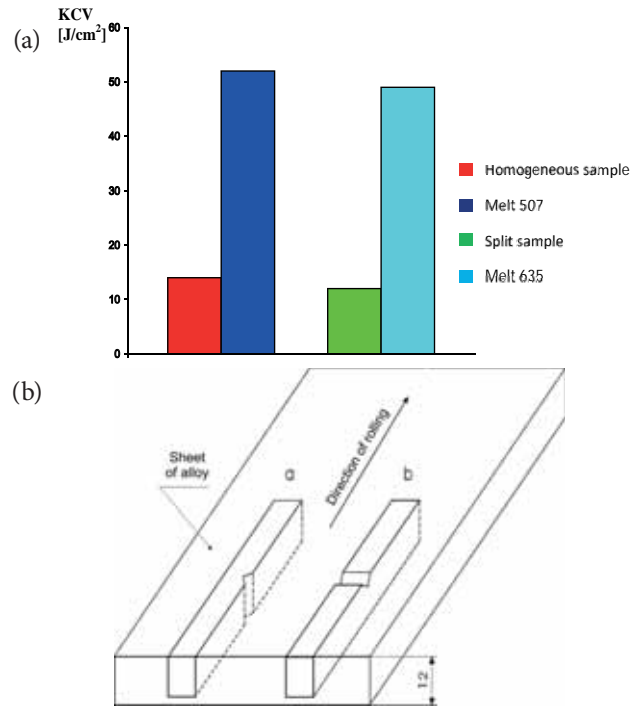 (a)
KCV
[J/cm²]
60
50
40
30
20
10
0
Homogeneous sample
Melt 507
Split sample
Melt 635
(b)
Sheet
of alloy
a
Direction of rolling
b
12